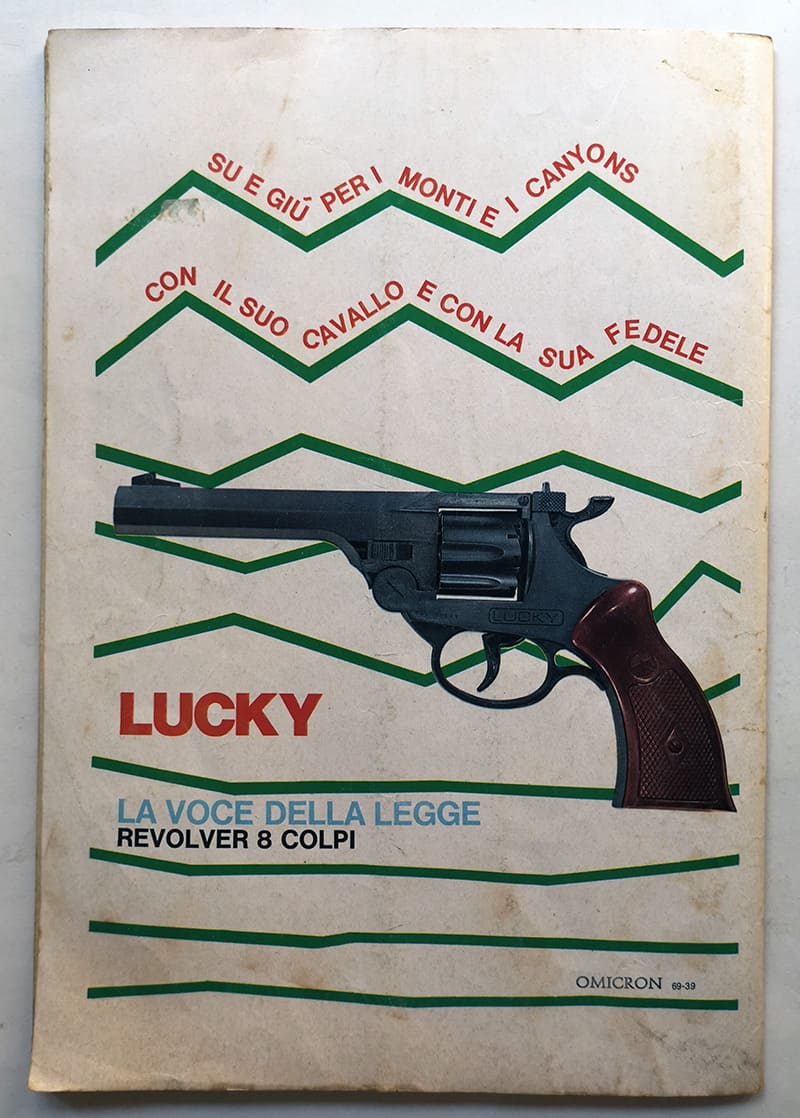 SU E GIÚ PER I MONTI E I CANYONS
CON IL SUO CAVALLO E CON LA SUA FEDELE
LUCKY
LUCKY
LA VOCE DELLA LEGGE
REVOLVER 8 COLPI
OMICRON 69-39